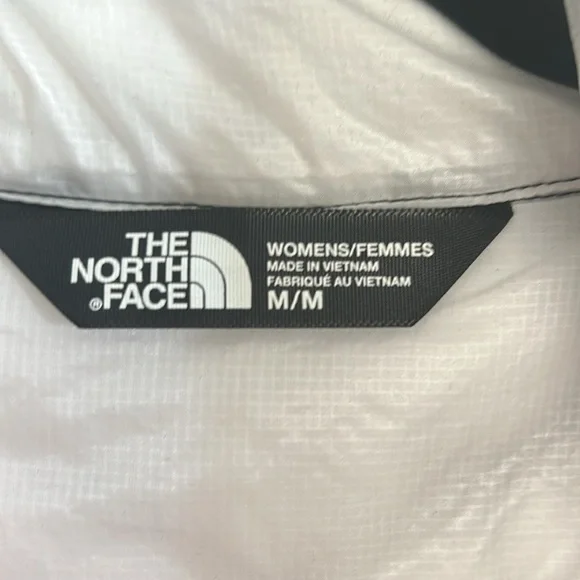 THE
NORTH
®FACE
WOMENS/FEMMES
MADE IN VIETNAM
FABRIQUÉ AU VIETNAM
M/M